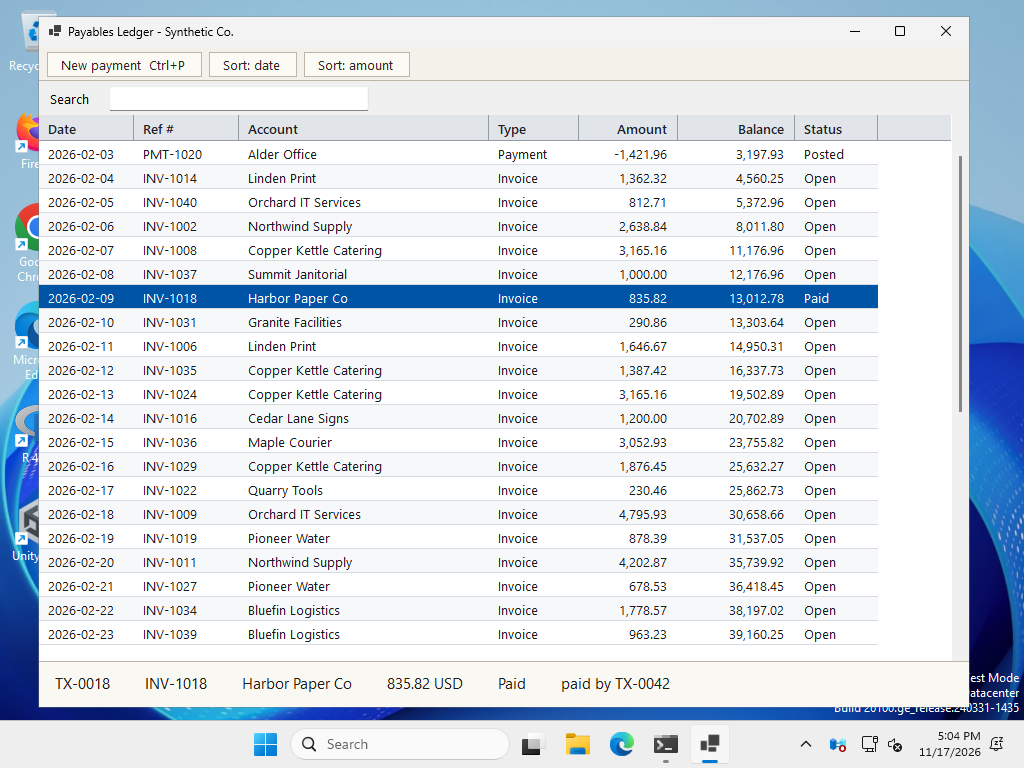 Payables Ledger - Synthetic Co.
New payment Ctrl+P Sort: date Sort: amount
Search
Date Ref # Account Type Amount Balance Status
2026-02-03 PMT-1020 Alder Office Payment -1,421.96 3,197.93 Posted
2026-02-04 INV-1014 Linden Print Invoice 1,362.32 4,560.25 Open
2026-02-05 INV-1040 Orchard IT Services Invoice 812.71 5,372.96 Open
2026-02-06 INV-1002 Northwind Supply Invoice 2,638.84 8,011.80 Open
2026-02-07 INV-1008 Copper Kettle Catering Invoice 3,165.16 11,176.96 Open
2026-02-08 INV-1037 Summit Janitorial Invoice 1,000.00 12,176.96 Open
2026-02-09 INV-1018 Harbor Paper Co Invoice 835.82 13,012.78 Paid
2026-02-10 INV-1031 Granite Facilities Invoice 290.86 13,303.64 Open
2026-02-11 INV-1006 Linden Print Invoice 1,646.67 14,950.31 Open
2026-02-12 INV-1035 Copper Kettle Catering Invoice 1,387.42 16,337.73 Open
2026-02-13 INV-1024 Copper Kettle Catering Invoice 3,165.16 19,502.89 Open
2026-02-14 INV-1016 Cedar Lane Signs Invoice 1,200.00 20,702.89 Open
2026-02-15 INV-1036 Maple Courier Invoice 3,052.93 23,755.82 Open
2026-02-16 INV-1029 Copper Kettle Catering Invoice 1,876.45 25,632.27 Open
2026-02-17 INV-1022 Quarry Tools Invoice 230.46 25,862.73 Open
2026-02-18 INV-1009 Orchard IT Services Invoice 4,795.93 30,658.66 Open
2026-02-19 INV-1019 Pioneer Water Invoice 878.39 31,537.05 Open
2026-02-20 INV-1011 Northwind Supply Invoice 4,202.87 35,739.92 Open
2026-02-21 INV-1027 Pioneer Water Invoice 678.53 36,418.45 Open
2026-02-22 INV-1034 Bluefin Logistics Invoice 1,778.57 38,197.02 Open
2026-02-23 INV-1039 Bluefin Logistics Invoice 963.23 39,160.25 Open
TX-0018 INV-1018 Harbor Paper Co 835.82 USD Paid paid by TX-0042
Recyc
Fire
Goo
Chr
Micr
Ed
R 4
Unity
est Mode
atacenter
Build 26100.ge_release.240331-1435
Search
5:04 PM
11/17/2026